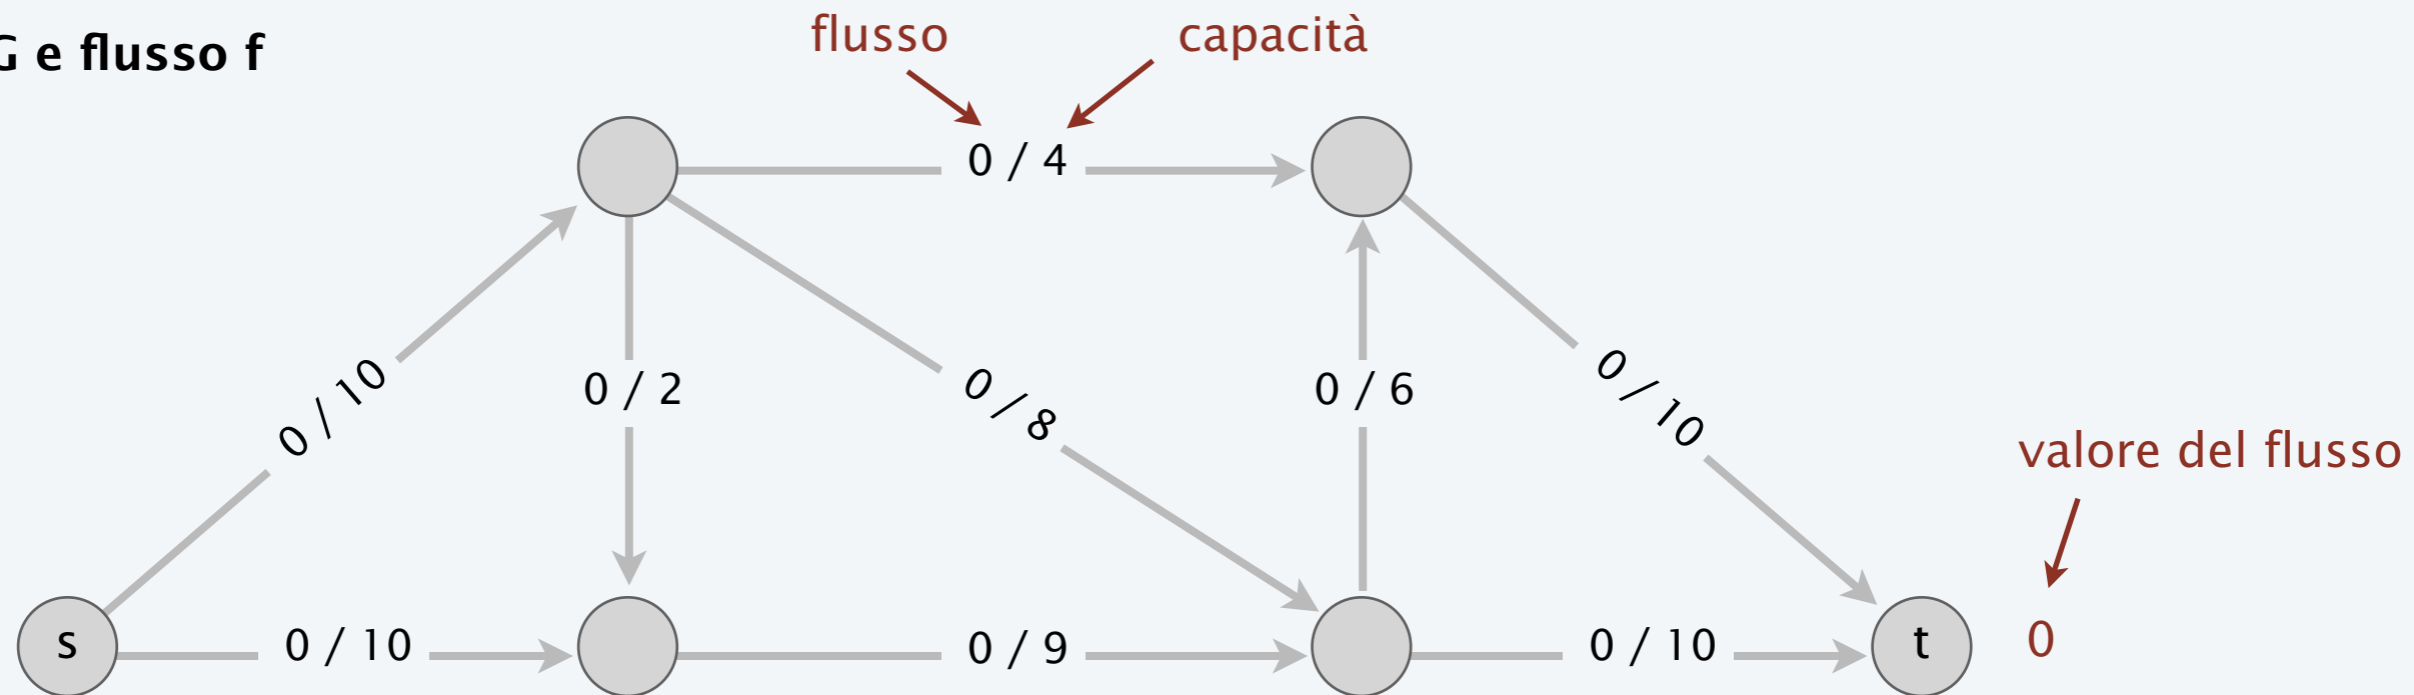 G e flusso f
flusso
capacità
0 / 4
0 / 10
0 / 2
0 / 8
0 / 6
0 / 10
valore del flusso
s
0 / 10
0 / 9
0 / 10
t
0